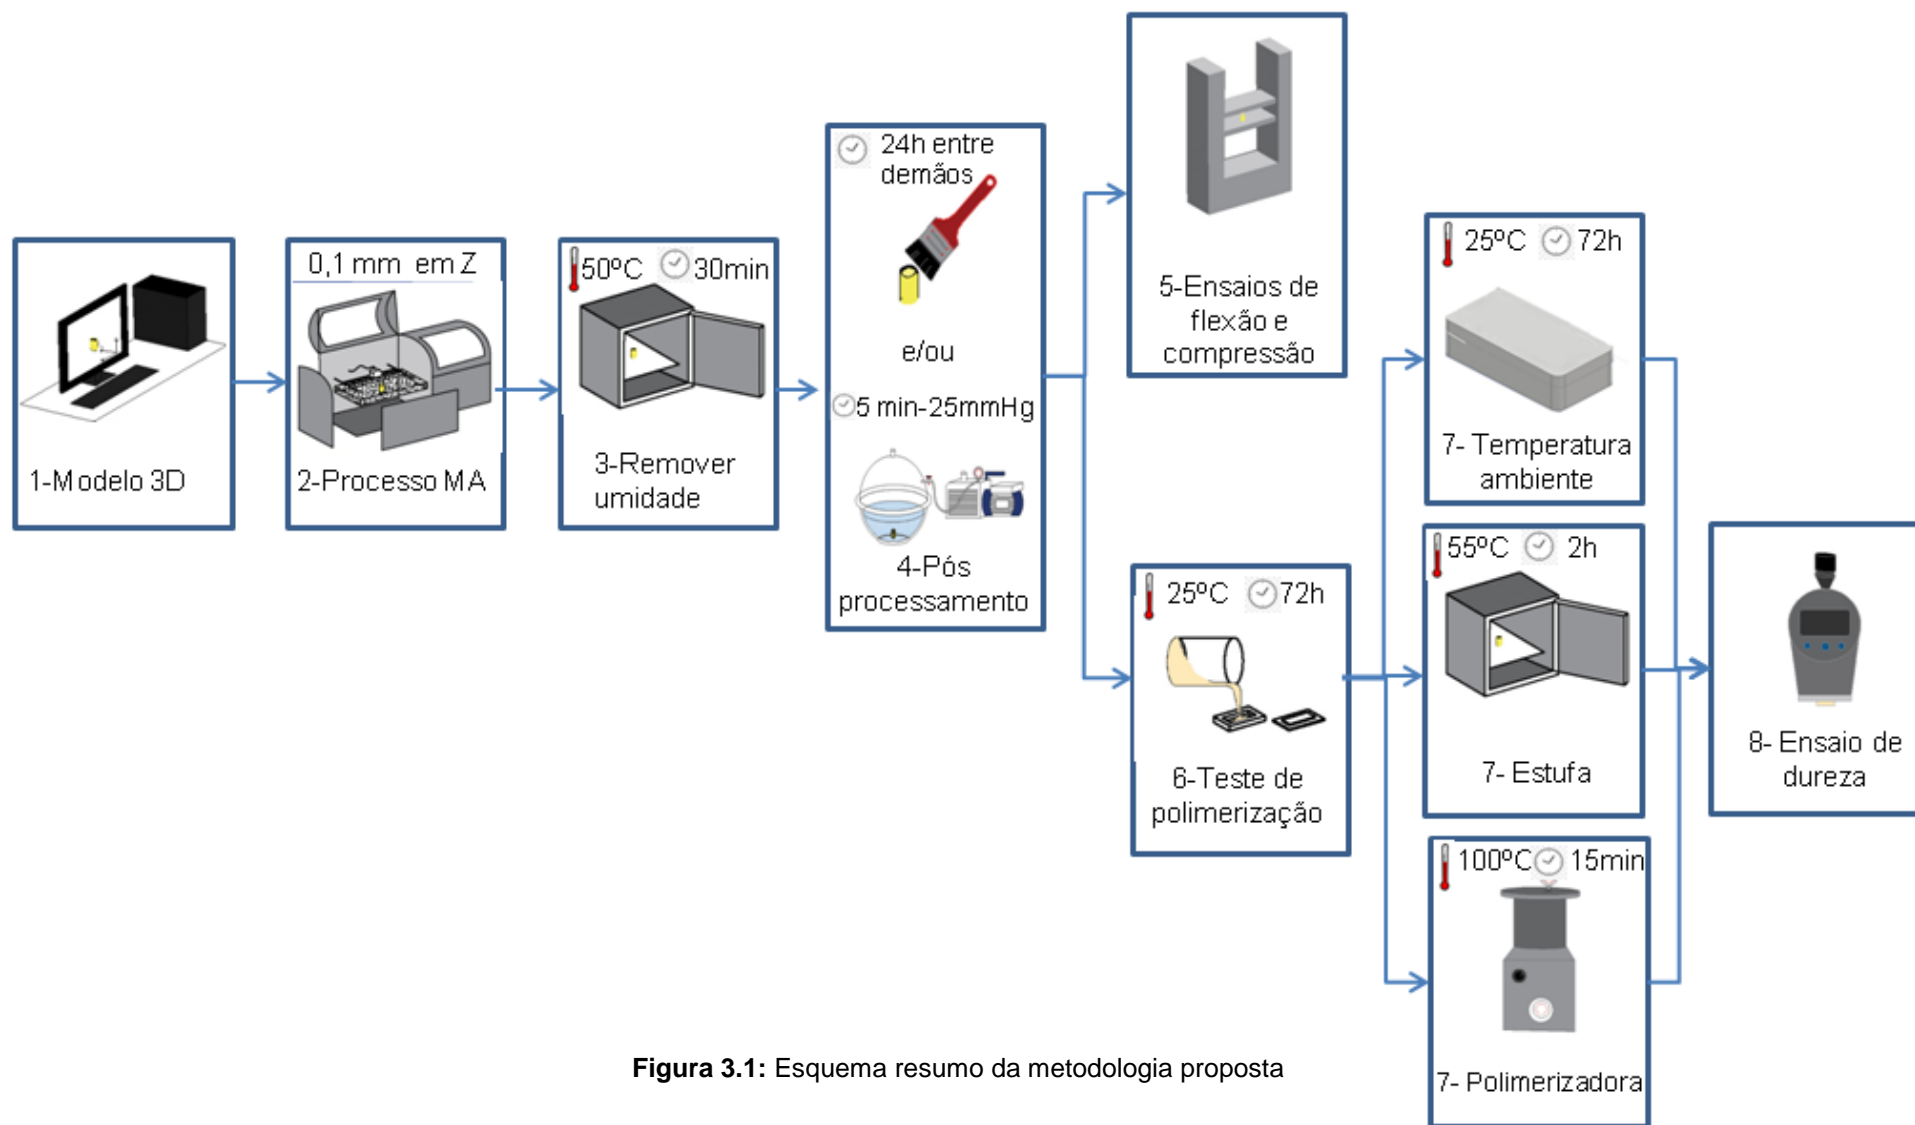 1-Modelo 3D
0,1 mm em Z
2-Processo MA
50ºC 30min
3-Remover
umidade
24h entre
demãos
e/ou
5 min-25mmHg
4-Pós
processamento
5-Ensaios de
flexão e
compressão
25ºC 72h
6-Teste de
polimerização
25ºC 72h
7- Temperatura
ambiente
55ºC 2h
7- Estufa
100ºC 15min
7- Polimerizadora
8- Ensaio de
dureza
Figura 3.1: Esquema resumo da metodologia proposta